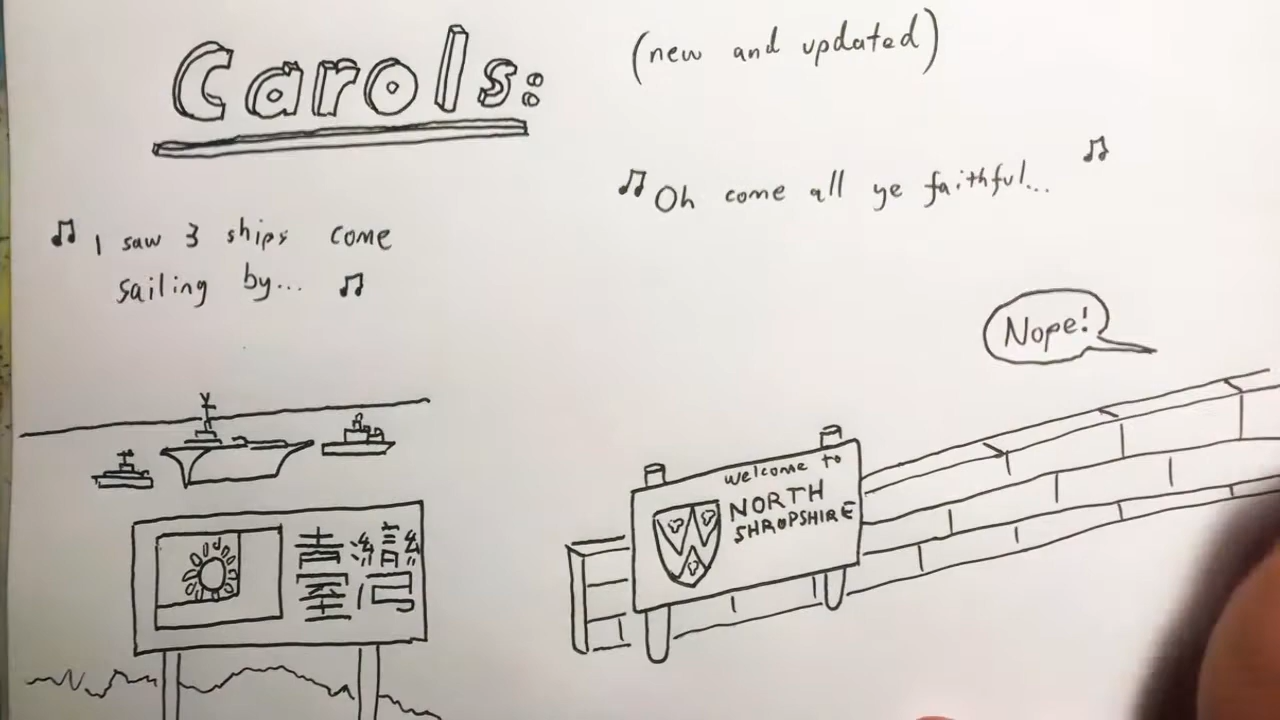 Carols:
(new and updated)
I saw 3 ships come
sailing by...
Oh come all ye faithful...
Nope!
Welcome to
NORTH
SHROPSHIRE